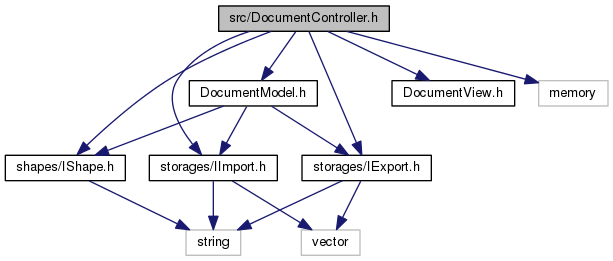 src/DocumentController.h
DocumentModel.h
DocumentView.h
memory
shapes/IShape.h
storages/IImport.h
storages/IExport.h
string
vector